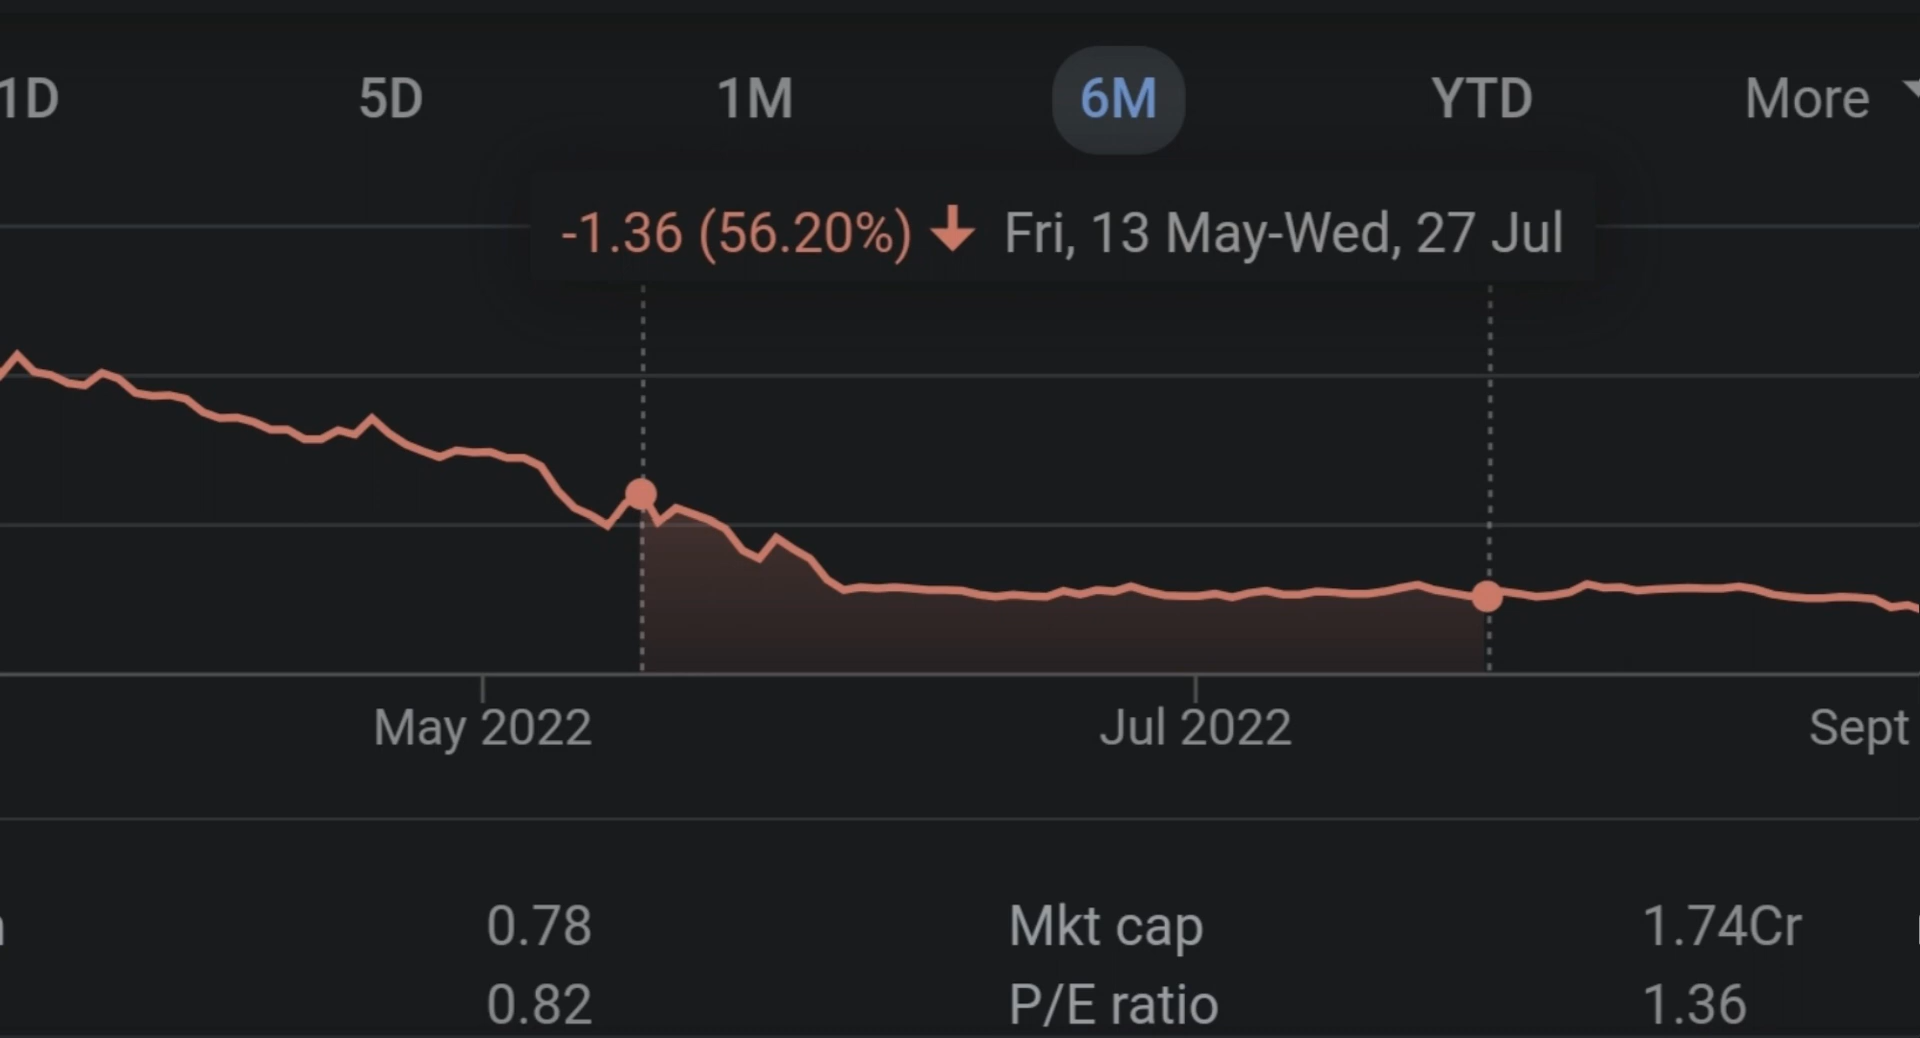 1D 5D 1M 6M YTD More
-1.36 (56.20%) Fri, 13 May-Wed, 27 Jul
May 2022 Jul 2022 Sept
0.78 Mkt cap 1.74Cr
0.82 P/E ratio 1.36